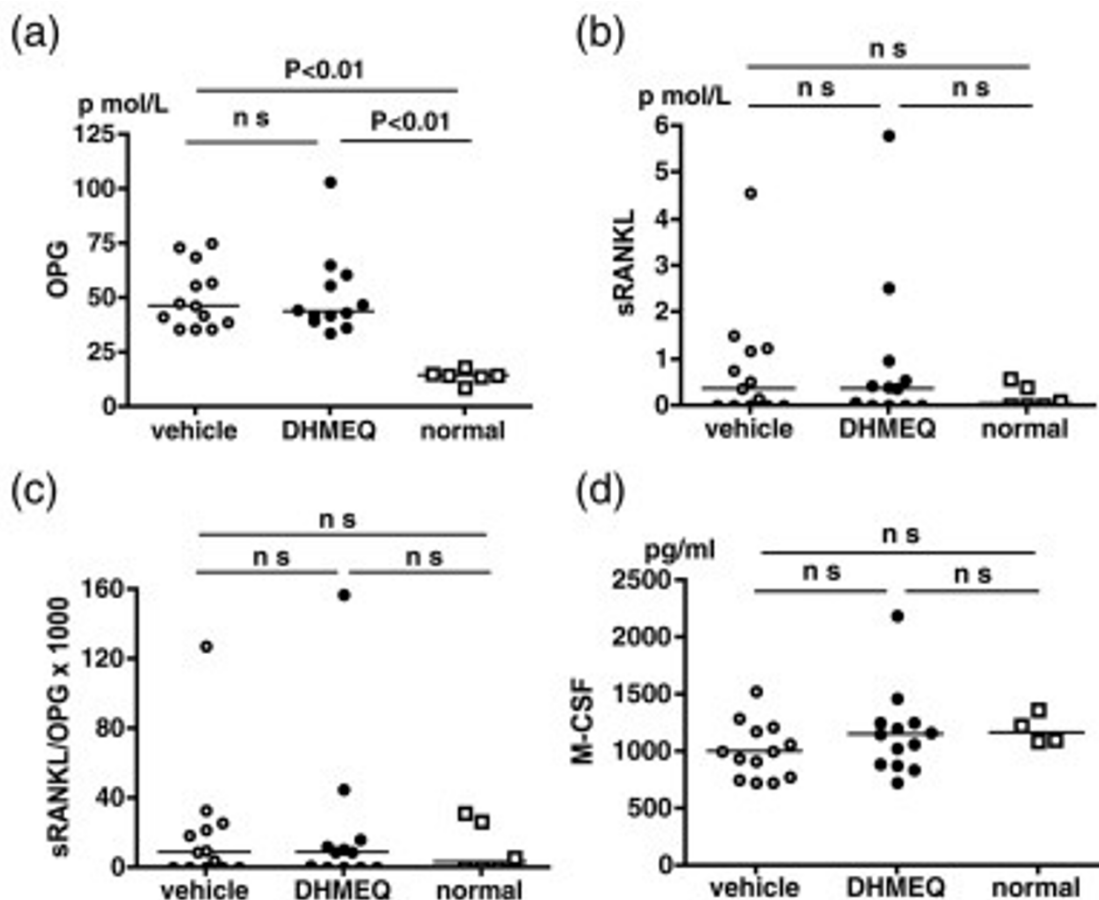 (a)
P<0.01
p mol/L
n s
P<0.01
125
100
75
50
25
0
OPG
vehicle DHMEQ normal
(b)
n s
p mol/L
n s n s
6
5
4
3
2
1
0
sRANKL
vehicle DHMEQ normal
(c)
n s
n s n s
160
120
80
40
0
sRANKL/OPG x 1000
vehicle DHMEQ normal
(d)
n s
pg/ml
n s n s
2500
2000
1500
1000
500
0
M-CSF
vehicle DHMEQ normal